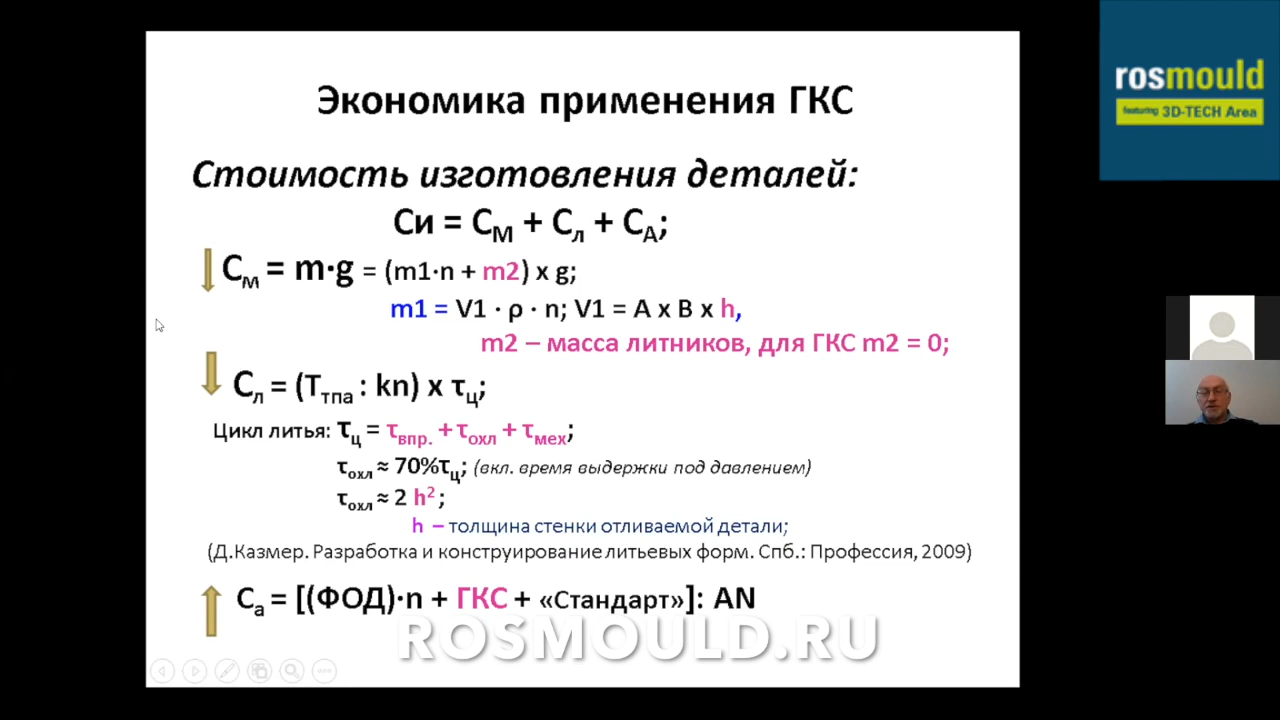 Экономика применения ГКС
Стоимость изготовления деталей:
Си = СМ + Сл + СА;
См = m·g = (m1·n + m2) x g;
m1 = V1 · ρ · n; V1 = A x B x h,
m2 – масса литников, для ГКС m2 = 0;
Сл = (Ттпа : kn) x τц;
Цикл литья: τц = τвпр. + τохл + τмех;
τохл ≈ 70%τц; (вкл. время выдержки под давлением)
τохл ≈ 2 h²;
h – толщина стенки отливаемой детали;
(Д.Казмер. Разработка и конструирование литьевых форм. Спб.: Профессия, 2009)
Са = [(ФОД)·n + ГКС + «Стандарт»]: AN
ROSMOULD.RU
rosmould
featuring 3D-TECH Area